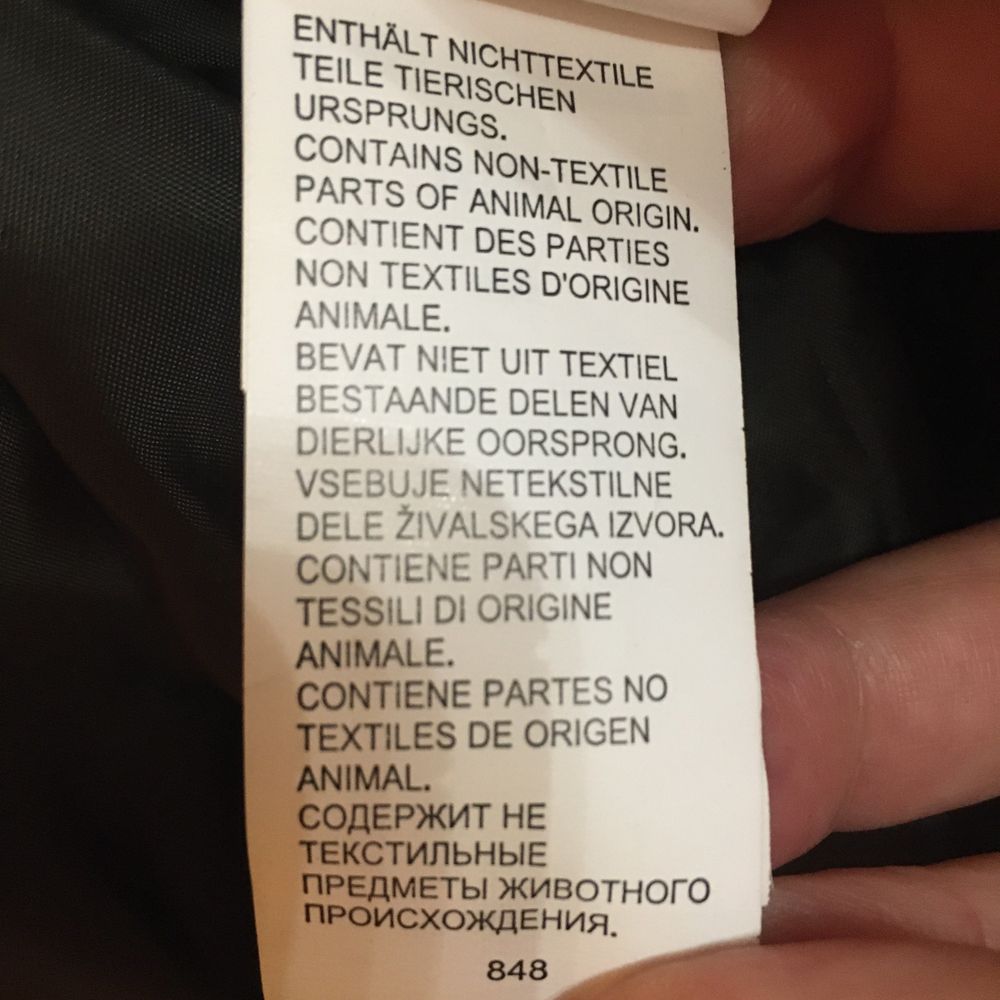 ENTHÄLT NICHTTEXTILE
TEILE TIERISCHEN
URSPRUNGS.
CONTAINS NON-TEXTILE
PARTS OF ANIMAL ORIGIN.
CONTIENT DES PARTIES
NON TEXTILES D'ORIGINE
ANIMALE.
BEVAT NIET UIT TEXTIEL
BESTAANDE DELEN VAN
DIERLIJKE OORSPRONG.
VSEBUJE NETEKSTILNE
DELE ŽIVALSKEGA IZVORA.
CONTIENE PARTI NON
TESSILI DI ORIGINE
ANIMALE.
CONTIENE PARTES NO
TEXTILES DE ORIGEN
ANIMAL.
СОДЕРЖИТ НЕ
ТЕКСТИЛЬНЫЕ
ПРЕДМЕТЫ ЖИВОТНОГО
ПРОИСХОЖДЕНИЯ.
848